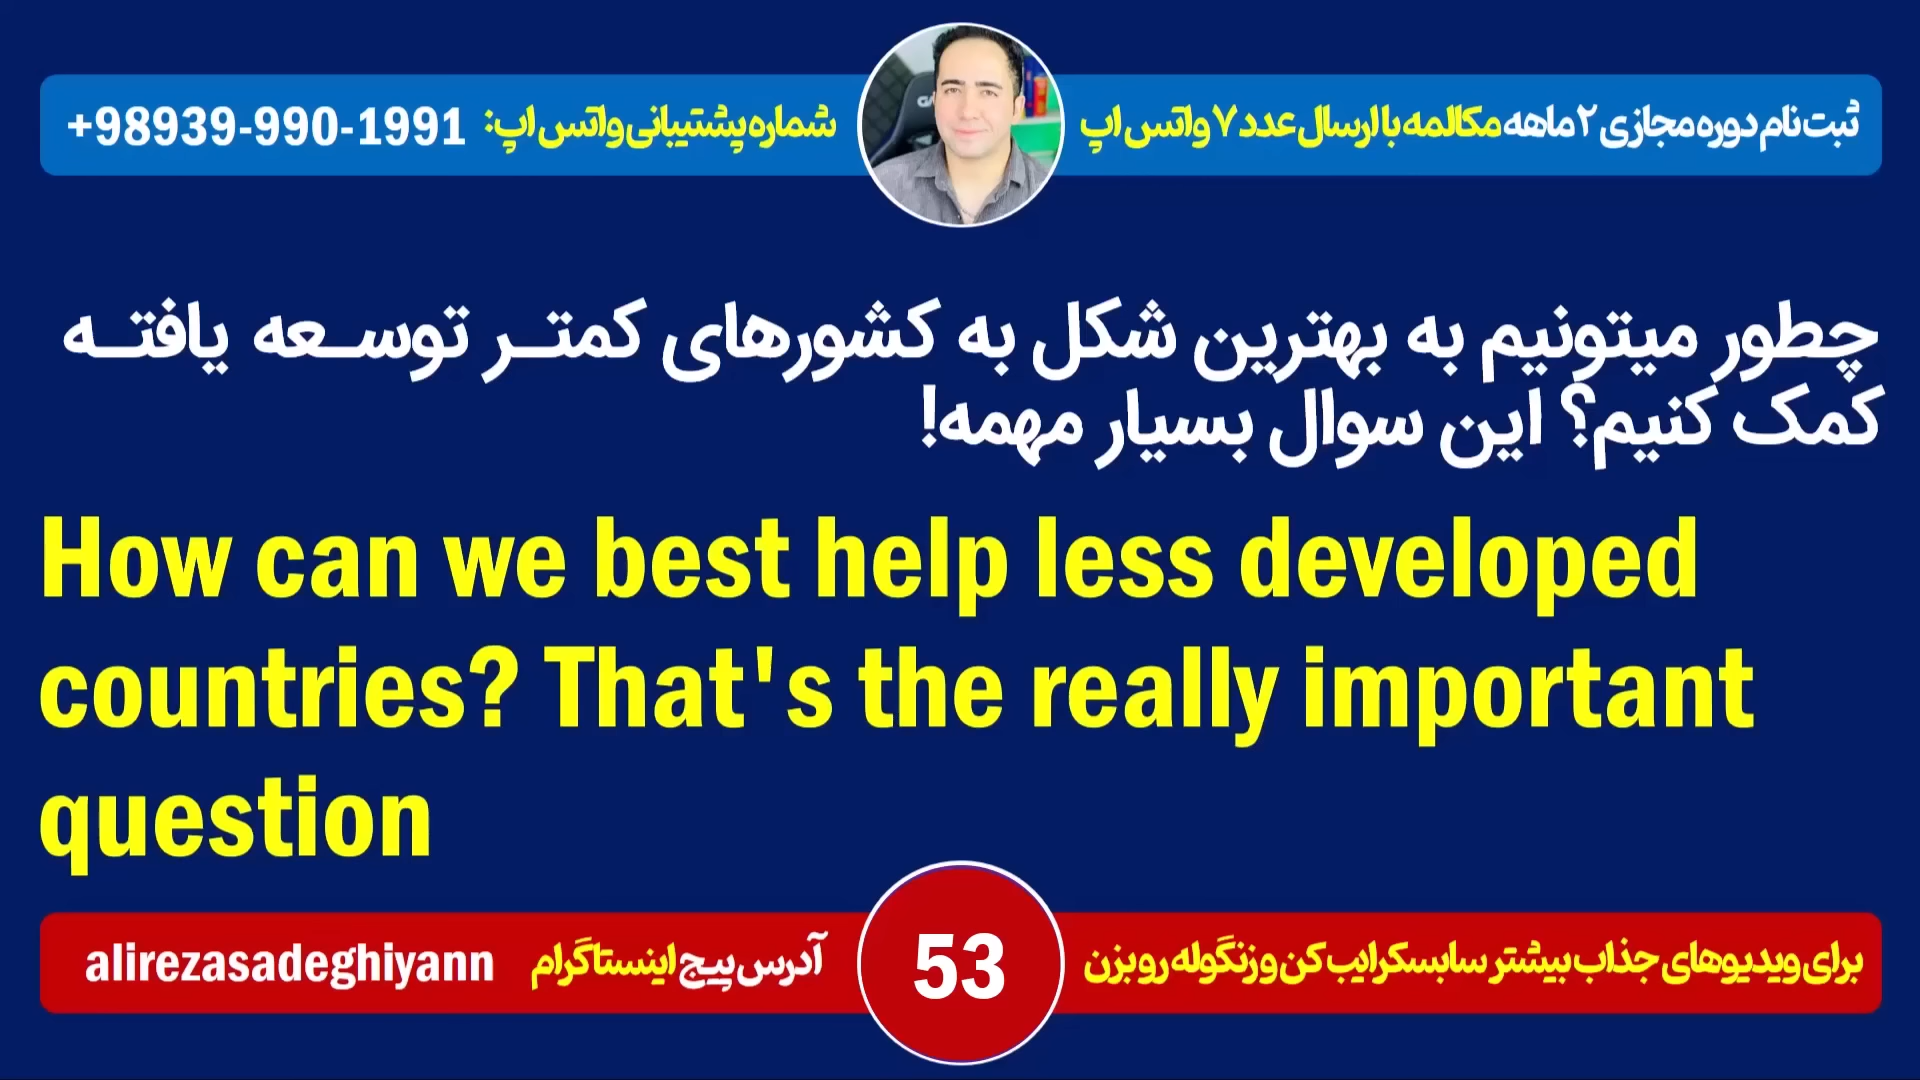 ثبت نام دوره مجازی ۲ ماهه مکالمه با ارسال عدد ۷ واتس اپ
شماره پشتیبانی واتس اپ: +98939-990-1991
چطور میتونیم به بهترین شکل به کشورهای کمتر توسعه یافته
کمک کنیم؟ این سوال بسیار مهمه!
How can we best help less developed
countries? That's the really important
question
برای ویدیوهای جذاب بیشتر سابسکرایب کن و زنگوله رو بزن
53
آدرس پیج اینستاگرام alirezasadeghiyann